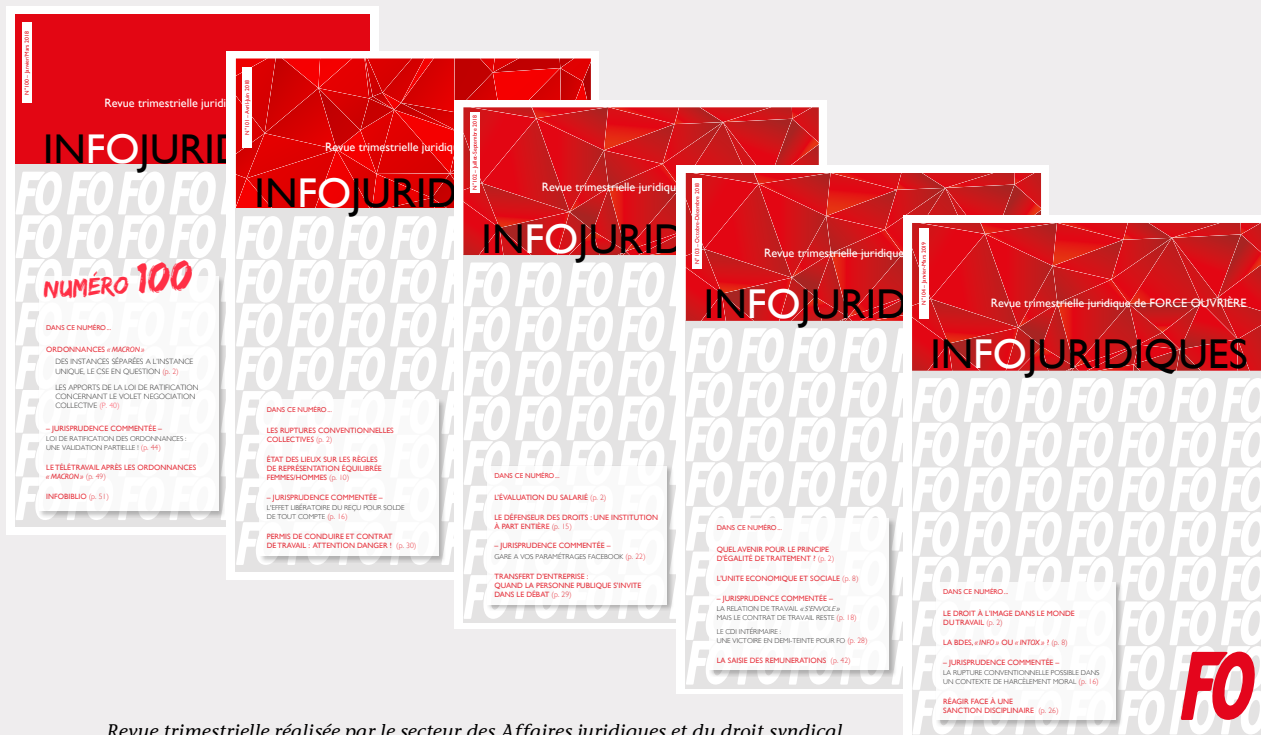 N°100 - Janvier/Mars 2018
Revue trimestrielle juridi
INFOJURID
NUMÉRO 100
DANS CE NUMÉRO...
ORDONNANCES « MACRON »
DES INSTANCES SÉPARÉES A L'INSTANCE
UNIQUE, LE CSE EN QUESTION (p. 2)
LES APPORTS DE LA LOI DE RATIFICATION
CONCERNANT LE VOLET NEGOCIATION
COLLECTIVE (P. 40)
– JURISPRUDENCE COMMENTÉE –
LOI DE RATIFICATION DES ORDONNANCES :
UNE VALIDATION PARTIELLE ! (p. 44)
LE TÉLÉTRAVAIL APRÈS LES ORDONNANCES
« MACRON » (p. 49)
INFOBIBLIO (p. 51)
N°101 - Avril-Juin 2018
Revue trimestrielle juridiq
INFOJURID
DANS CE NUMÉRO...
LES RUPTURES CONVENTIONNELLES
COLLECTIVES (p. 2)
ÉTAT DES LIEUX SUR LES RÈGLES
DE REPRÉSENTATION ÉQUILIBRÉE
FEMMES/HOMMES (p. 10)
– JURISPRUDENCE COMMENTÉE –
L'EFFET LIBÉRATOIRE DU REÇU POUR SOLDE
DE TOUT COMPTE (p. 16)
PERMIS DE CONDUIRE ET CONTRAT
DE TRAVAIL : ATTENTION DANGER ! (p. 30)
N°102 - Juillet-Septembre 2018
Revue trimestrielle juridiqu
INFOJURID
DANS CE NUMÉRO...
L'ÉVALUATION DU SALARIÉ (p. 2)
LE DÉFENSEUR DES DROITS : UNE INSTITUTION
À PART ENTIÈRE (p. 15)
– JURISPRUDENCE COMMENTÉE –
GARE A VOS PARAMÉTRAGES FACEBOOK (p. 22)
TRANSFERT D'ENTREPRISE :
QUAND LA PERSONNE PUBLIQUE S'INVITE
DANS LE DÉBAT (p. 29)
N°103 - Octobre-Décembre 2018
Revue trimestrielle juridique
INFOJURID
DANS CE NUMÉRO...
QUEL AVENIR POUR LE PRINCIPE
D'ÉGALITÉ DE TRAITEMENT ? (p. 2)
L'UNITE ECONOMIQUE ET SOCIALE (p. 8)
– JURISPRUDENCE COMMENTÉE –
LA RELATION DE TRAVAIL « S'ENVOLE »
MAIS LE CONTRAT DE TRAVAIL RESTE (p. 18)
LE CDI INTÉRIMAIRE :
UNE VICTOIRE EN DEMI-TEINTE POUR FO (p. 28)
LA SAISIE DES REMUNERATIONS (p. 42)
N°104 - Janvier-Mars 2019
Revue trimestrielle juridique de FORCE OUVRIÈRE
INFOJURIDIQUES
DANS CE NUMÉRO...
LE DROIT À L'IMAGE DANS LE MONDE
DU TRAVAIL (p. 2)
LA BDES, « INFO » OU « INTOX » ? (p. 8)
– JURISPRUDENCE COMMENTÉE –
LA RUPTURE CONVENTIONNELLE POSSIBLE DANS
UN CONTEXTE DE HARCÈLEMENT MORAL (p. 16)
RÉAGIR FACE À UNE
SANCTION DISCIPLINAIRE (p. 26)
FO
Revue trimestrielle réalisée par le secteur des Affaires juridiques et du droit syndical